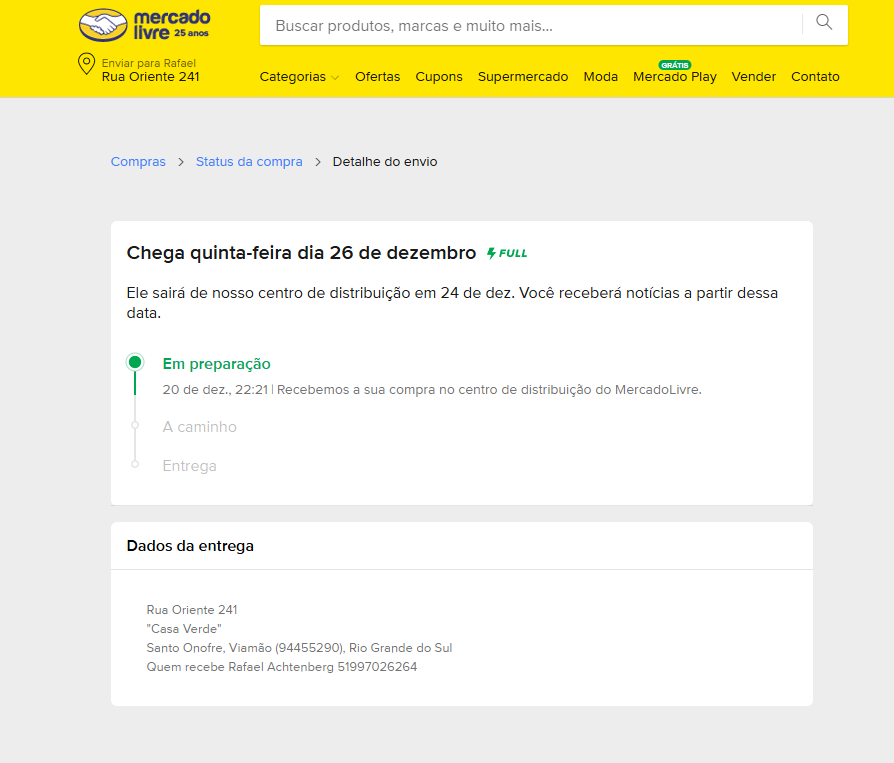 mercado
livre 25 anos
Buscar produtos, marcas e muito mais...
Enviar para Rafael
Rua Oriente 241
GRÁTIS
Categorias Ofertas Cupons Supermercado Moda Mercado Play Vender Contato
Compras > Status da compra > Detalhe do envio
Chega quinta-feira dia 26 de dezembro FULL
Ele sairá de nosso centro de distribuição em 24 de dez. Você receberá notícias a partir dessa
data.
Em preparação
20 de dez., 22:21 | Recebemos a sua compra no centro de distribuição do MercadoLivre.
A caminho
Entrega
Dados da entrega
Rua Oriente 241
"Casa Verde"
Santo Onofre, Viamão (94455290), Rio Grande do Sul
Quem recebe Rafael Achtenberg 51997026264